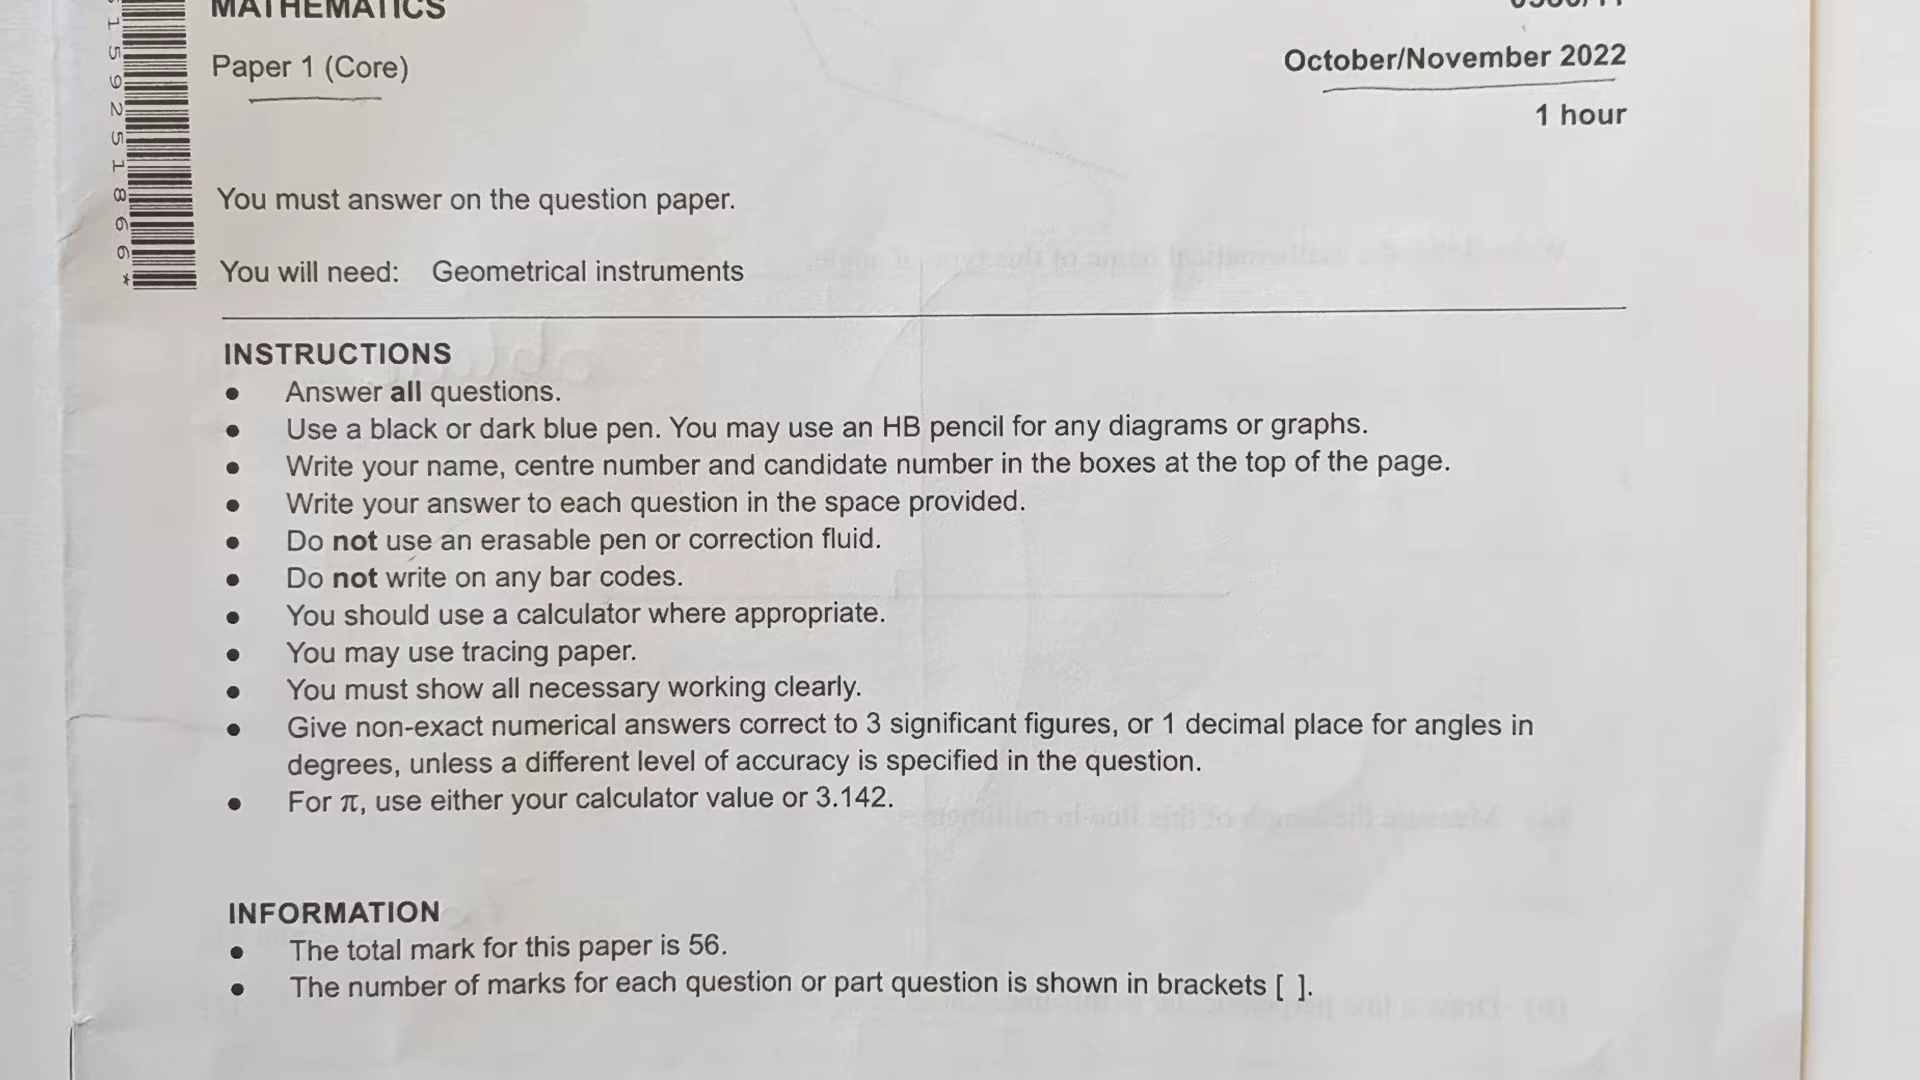 MATHEMATICS
Paper 1 (Core)
October/November 2022
1 hour
You must answer on the question paper.
You will need: Geometrical instruments
INSTRUCTIONS
● Answer all questions.
● Use a black or dark blue pen. You may use an HB pencil for any diagrams or graphs.
● Write your name, centre number and candidate number in the boxes at the top of the page.
● Write your answer to each question in the space provided.
● Do not use an erasable pen or correction fluid.
● Do not write on any bar codes.
● You should use a calculator where appropriate.
● You may use tracing paper.
● You must show all necessary working clearly.
● Give non-exact numerical answers correct to 3 significant figures, or 1 decimal place for angles in
degrees, unless a different level of accuracy is specified in the question.
● For π, use either your calculator value or 3.142.
INFORMATION
● The total mark for this paper is 56.
● The number of marks for each question or part question is shown in brackets [ ].
159251866*